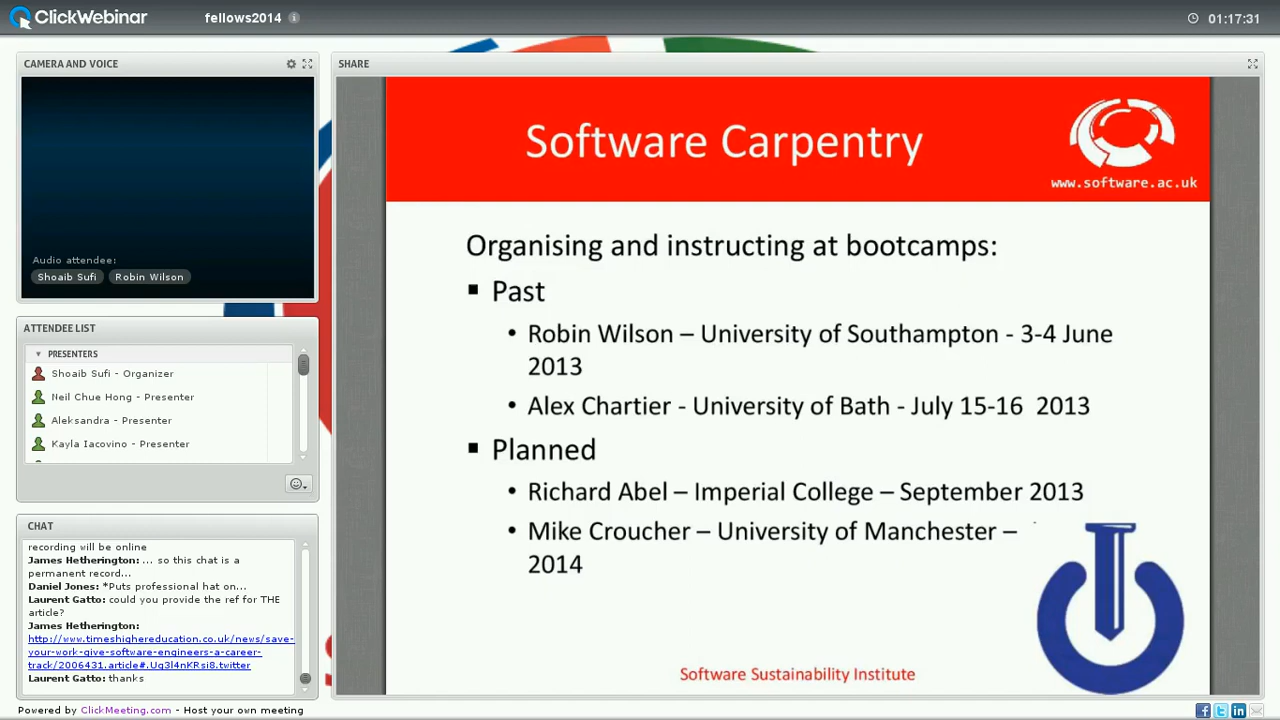 ClickWebinar
fellows2014
01:17:31
CAMERA AND VOICE
Audio attendee:
Shoaib Sufi Robin Wilson
ATTENDEE LIST
PRESENTERS
Shoaib Sufi - Organizer
Neil Chue Hong - Presenter
Aleksandra - Presenter
Kayla Iacovino - Presenter
CHAT
recording will be online
James Hetherington: ... so this chat is a
permanent record...
Daniel Jones: *Puts professional hat on...
Laurent Gatto: could you provide the ref for THE
article?
James Hetherington:
http://www.timeshighereducation.co.uk/news/save-
your-work-give-software-engineers-a-career-
track/2006431.article#.Ug3l4nKRsi8.twitter
Laurent Gatto: thanks
SHARE
Software Carpentry
www.software.ac.uk
Organising and instructing at bootcamps:
▪ Past
• Robin Wilson – University of Southampton - 3-4 June
2013
• Alex Chartier - University of Bath - July 15-16 2013
▪ Planned
• Richard Abel – Imperial College – September 2013
• Mike Croucher – University of Manchester –
2014
Software Sustainability Institute
Powered by ClickMeeting.com - Host your own meeting